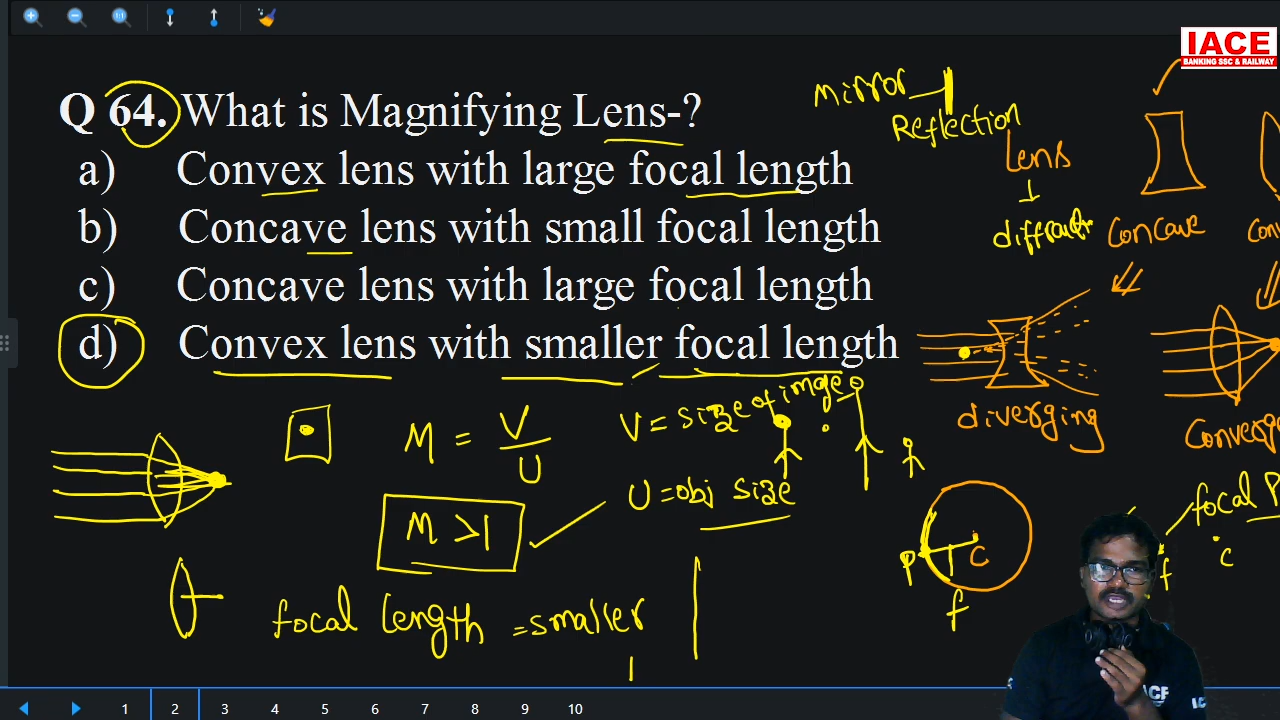 IACE
BANKING SSC & RAILWAY
Q 64. What is Magnifying Lens-?
a) Convex lens with large focal length
b) Concave lens with small focal length
c) Concave lens with large focal length
d) Convex lens with smaller focal length
Mirror
Reflection
Lens
concave
diverging
M = V/U
V = size of image
U = obj size
M >1
focal length = smaller
P
C
f
focal P
f
c
IACE
1 2 3 4 5 6 7 8 9 10